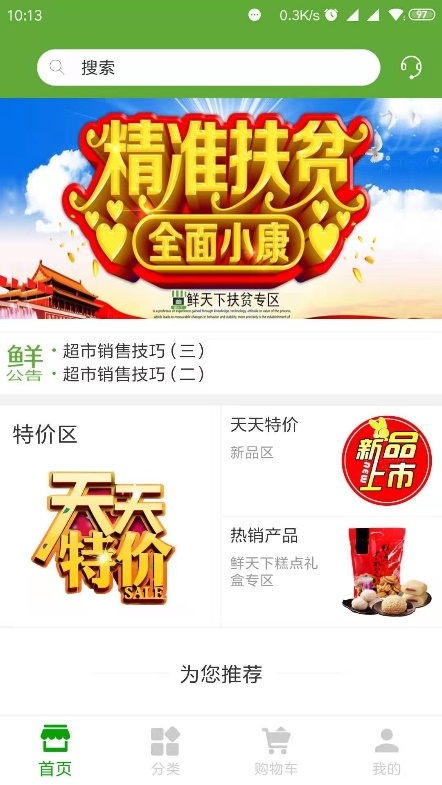 10:13
0.3K/s
97
搜索
精准扶贫
全面小康
鲜天下扶贫专区
鲜
公告
·超市销售技巧(三)
·超市销售技巧(二)
特价区
天天
特价
SALE
天天特价
新品区
新品
上市
热销产品
鲜天下糕点礼
盒专区
为您推荐
首页
分类
购物车
我的